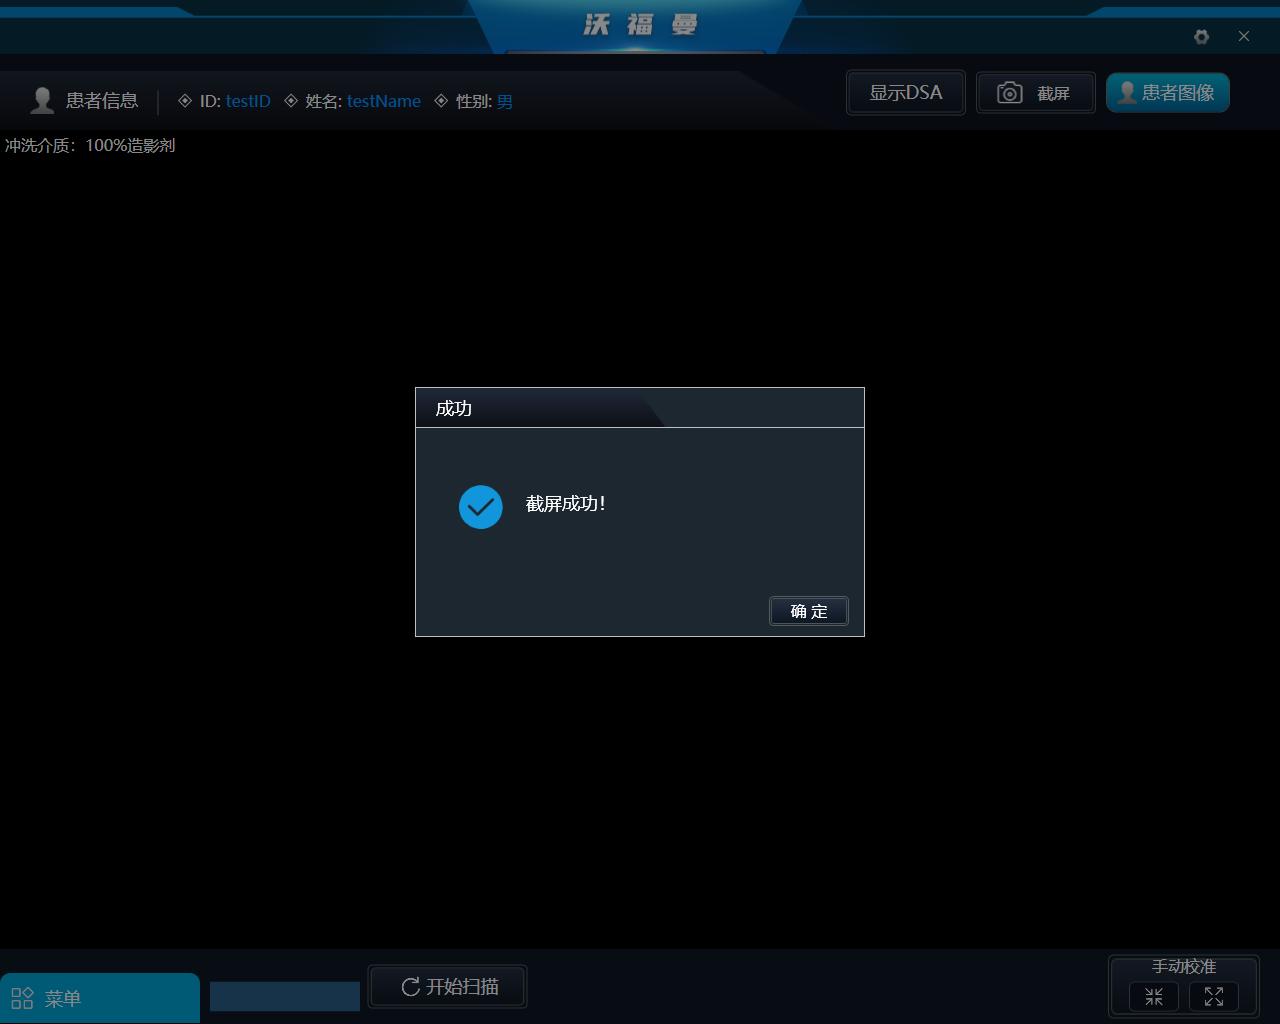 沃福曼
患者信息 ID: testID 姓名: testName 性别: 男 显示DSA 截屏 患者图像
冲洗介质：100%造影剂
成功
截屏成功！
确 定
菜单 开始扫描 手动校准